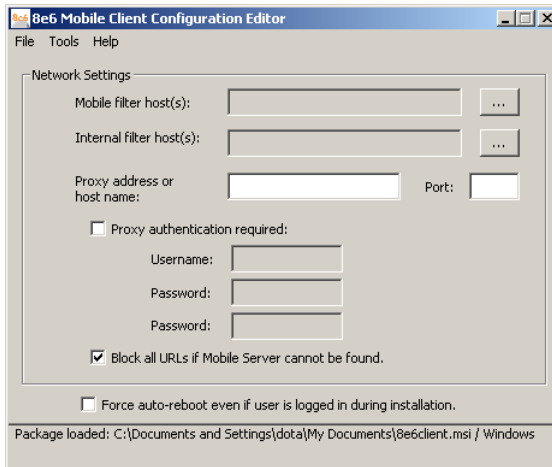 8e6 8e6 Mobile Client Configuration Editor
File Tools Help
Network Settings
Mobile filter host(s): ...
Internal filter host(s): ...
Proxy address or
host name:
Port:
Proxy authentication required:
Username:
Password:
Password:
Block all URLs if Mobile Server cannot be found.
Force auto-reboot even if user is logged in during installation.
Package loaded: C:\Documents and Settings\dota\My Documents\8e6client.msi / Windows